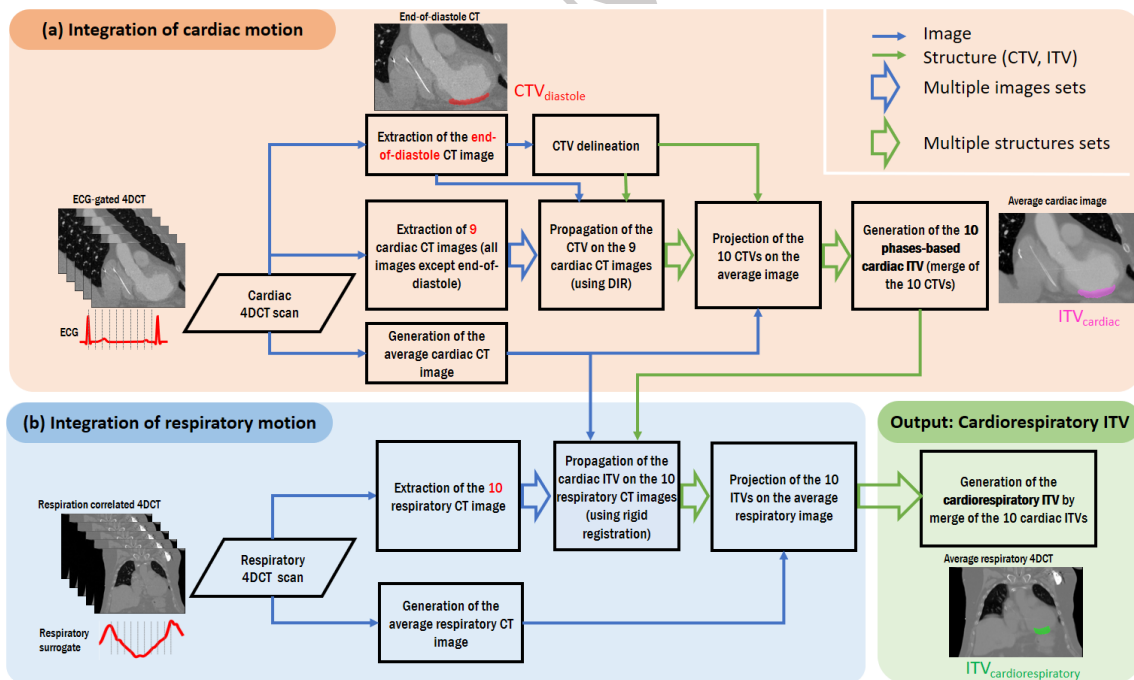 (a) Integration of cardiac motion
End-of-diastole CT
CTVdiastole
Image
Structure (CTV, ITV)
Multiple images sets
Multiple structures sets
Extraction of the end-
of-diastole CT image
CTV delineation
ECG-gated 4DCT
ECG
Cardiac
4DCT scan
Extraction of 9
cardiac CT images (all
images except end-of-
diastole)
Propagation of the
CTV on the 9
cardiac CT images
(using DIR)
Projection of the
10 CTVs on the
average image
Generation of the 10
phases-based
cardiac ITV (merge of
the 10 CTVs)
Average cardiac image
ITVcardiac
Generation of the
average cardiac CT
image
(b) Integration of respiratory motion
Respiration correlated 4DCT
Respiratory
surrogate
Respiratory
4DCT scan
Extraction of the 10
respiratory CT image
Propagation of the
cardiac ITV on the 10
respiratory CT images
(using rigid
registration)
Projection of the 10
ITVs on the average
respiratory image
Generation of the
average respiratory CT
image
Output: Cardiorespiratory ITV
Generation of the
cardiorespiratory ITV by
merge of the 10 cardiac ITVs
Average respiratory 4DCT
ITVcardiorespiratory